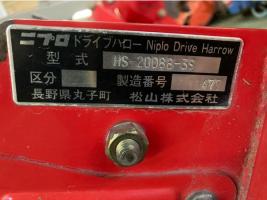 ニプロ ドライブハロー Niplo Drive Harrow
型式 HS-2008B-3S
区分 製造番号
長野県丸子町 松山株式会社